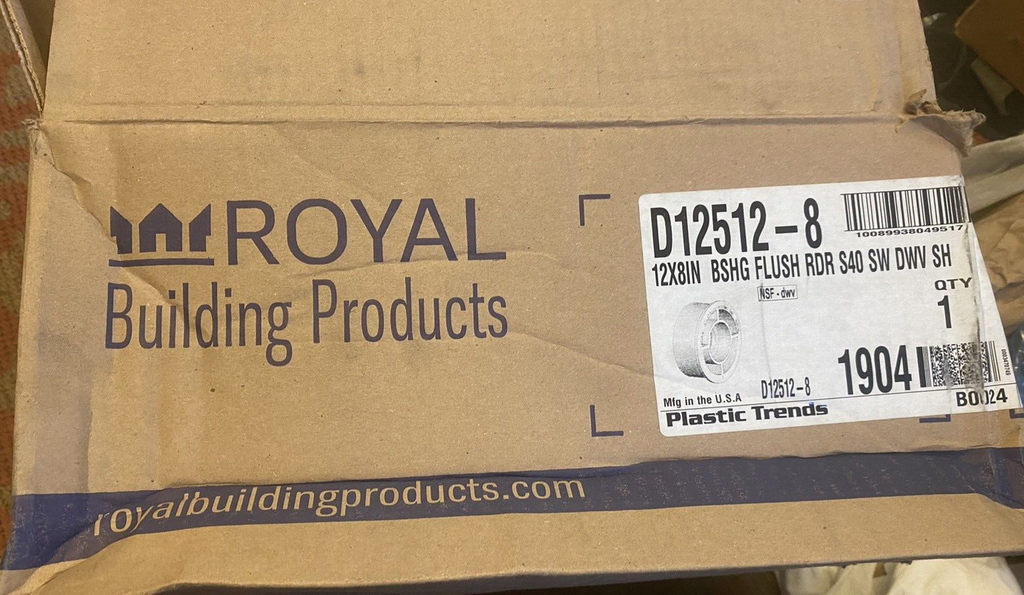 ROYAL
Building Products
royalbuildingproducts.com
D12512-8
10089938049517
12X8IN BSHG FLUSH RDR S40 SW DWV SH
NSF-dwv
QTY
1
D12512-8
1904
Mfg in the U.S.A
Plastic Trends
B0024